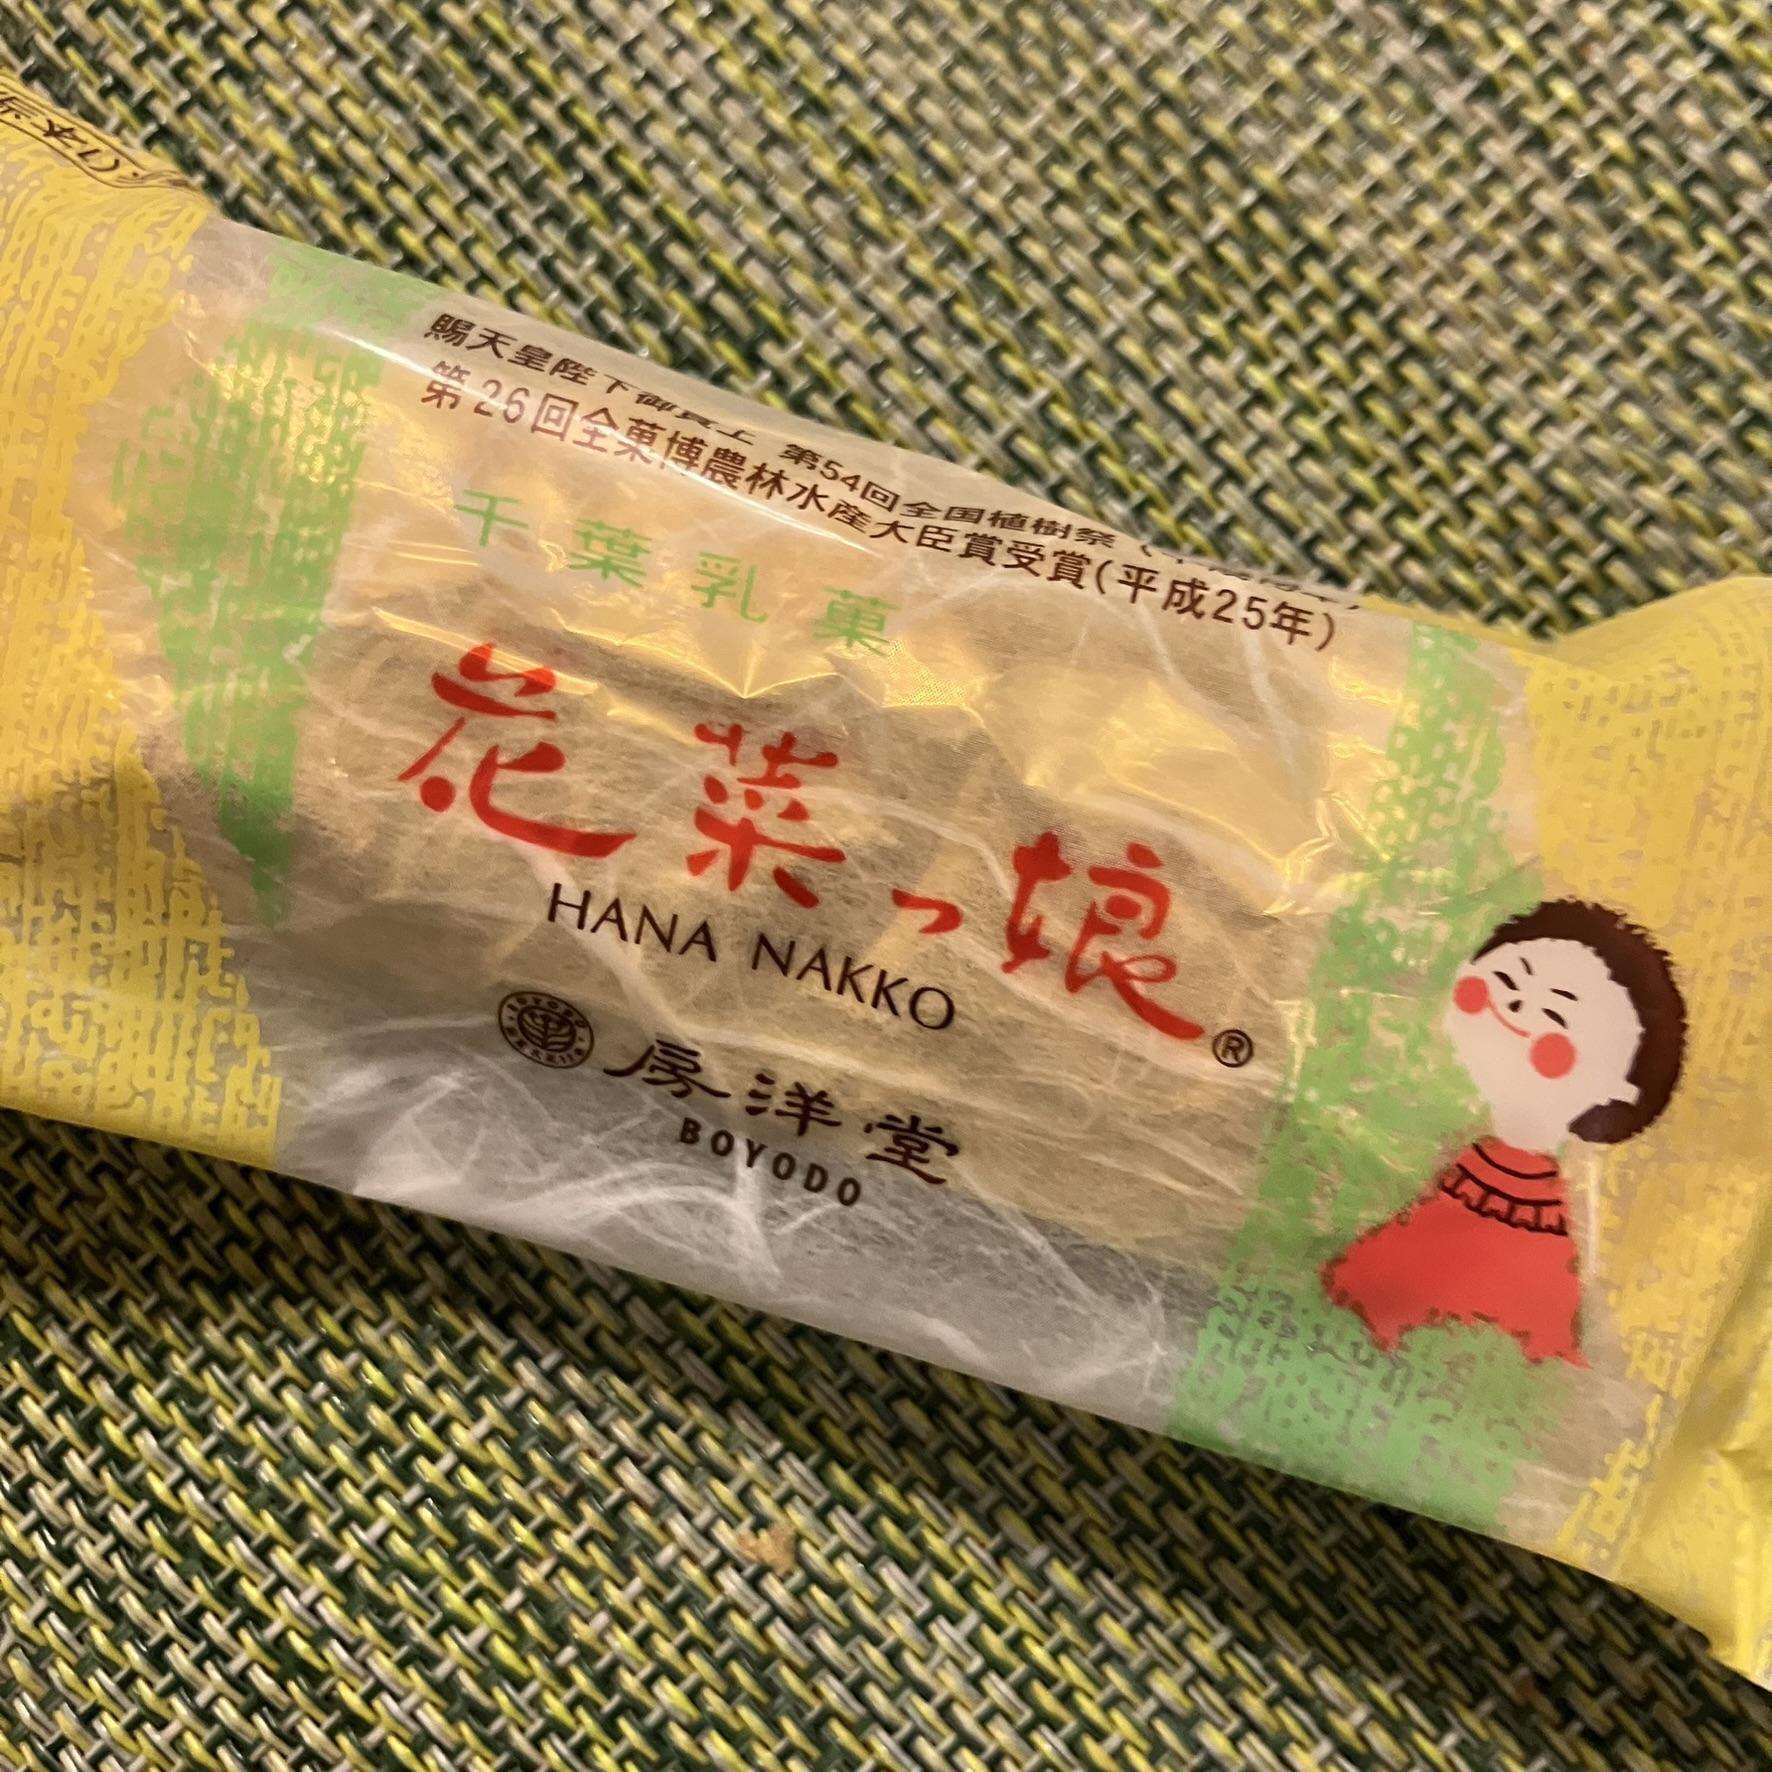 賜天皇陛下御買上 第54回全国植樹祭
第26回全菓博農林水産大臣賞受賞(平成25年)
千葉乳菓
花菜っ娘®
HANA NAKKO
房洋堂
BOYODO